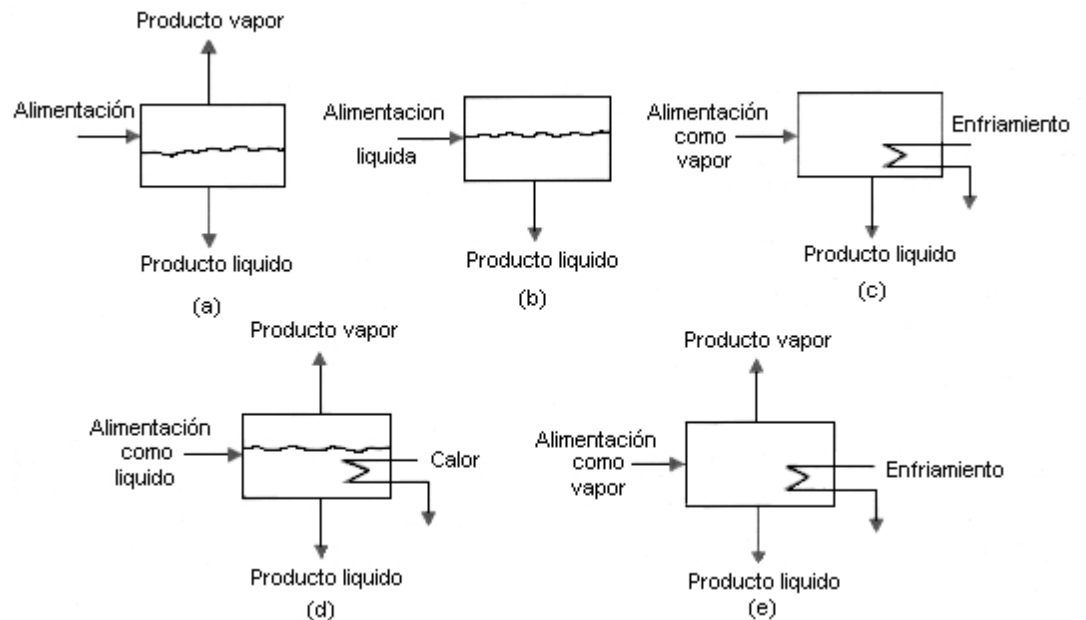 Producto vapor
Alimentación
Producto liquido
(a)
Alimentacion
liquida
Producto liquido
(b)
Alimentación
como
vapor
Enfriamiento
Producto liquido
(c)
Producto vapor
Alimentación
como
liquido
Calor
Producto liquido
(d)
Producto vapor
Alimentación
como
vapor
Enfriamiento
Producto liquido
(e)